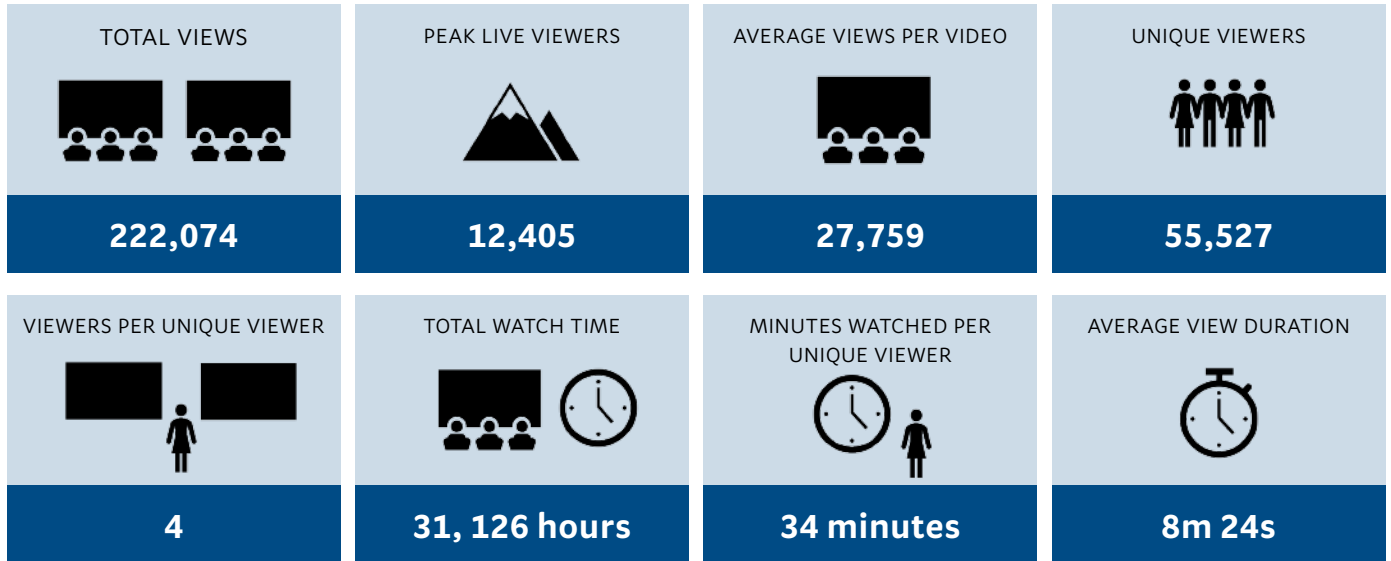 TOTAL VIEWS
222,074
PEAK LIVE VIEWERS
12,405
AVERAGE VIEWS PER VIDEO
27,759
UNIQUE VIEWERS
55,527
VIEWERS PER UNIQUE VIEWER
4
TOTAL WATCH TIME
31, 126 hours
MINUTES WATCHED PER
UNIQUE VIEWER
34 minutes
AVERAGE VIEW DURATION
8m 24s